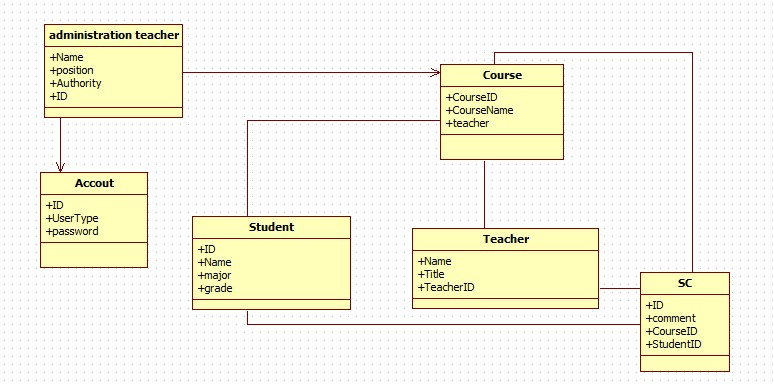 administration teacher
+Name
+position
+Authority
+ID
Course
+CourseID
+CourseName
+teacher
Accout
+ID
+UserType
+password
Student
+ID
+Name
+major
+grade
Teacher
+Name
+Title
+TeacherID
SC
+ID
+comment
+CourseID
+StudentID